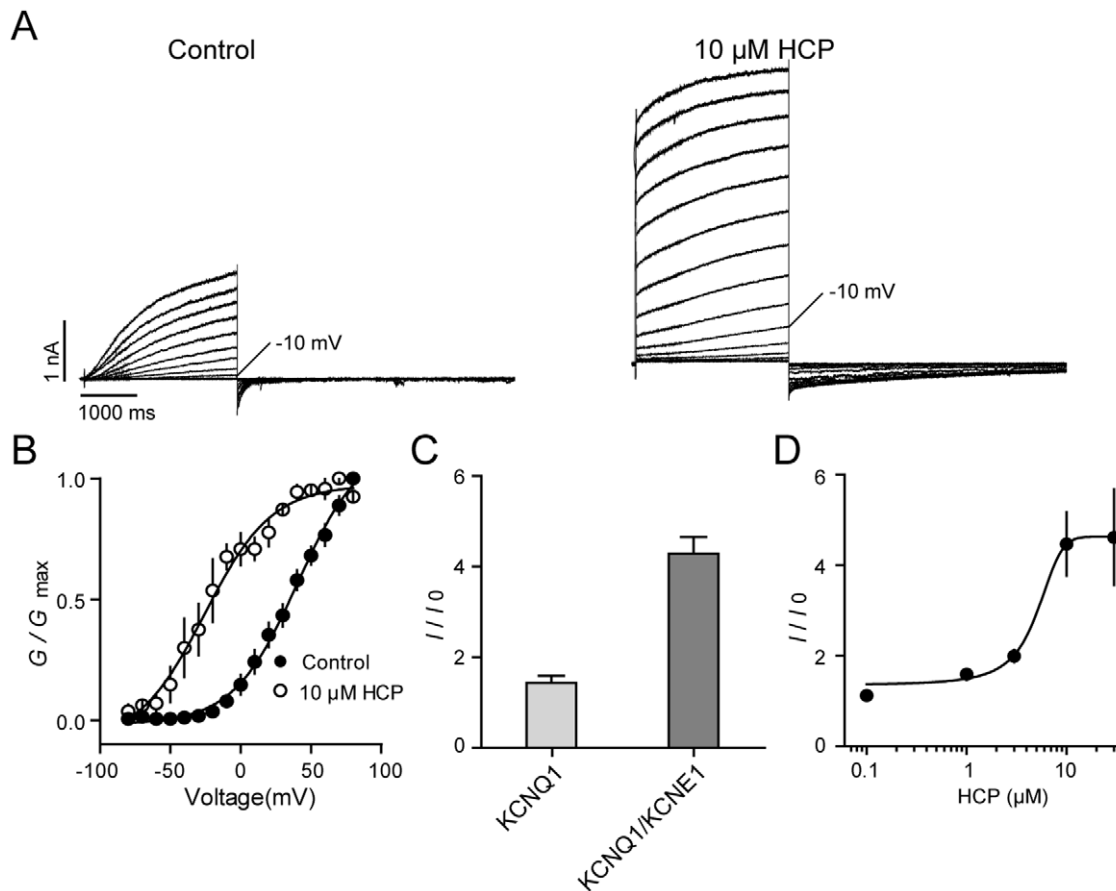 A
Control
10 µM HCP
-10 mV
-10 mV
1 nA
1000 ms
B
C
D
1.0
0.5
0.0
G / G max
Control
10 µM HCP
-100 -50 0 50 100
Voltage(mV)
6
4
2
0
I / I 0
KCNQ1
KCNQ1/KCNE1
6
4
2
0
I / I 0
0.1 1 10
HCP (µM)